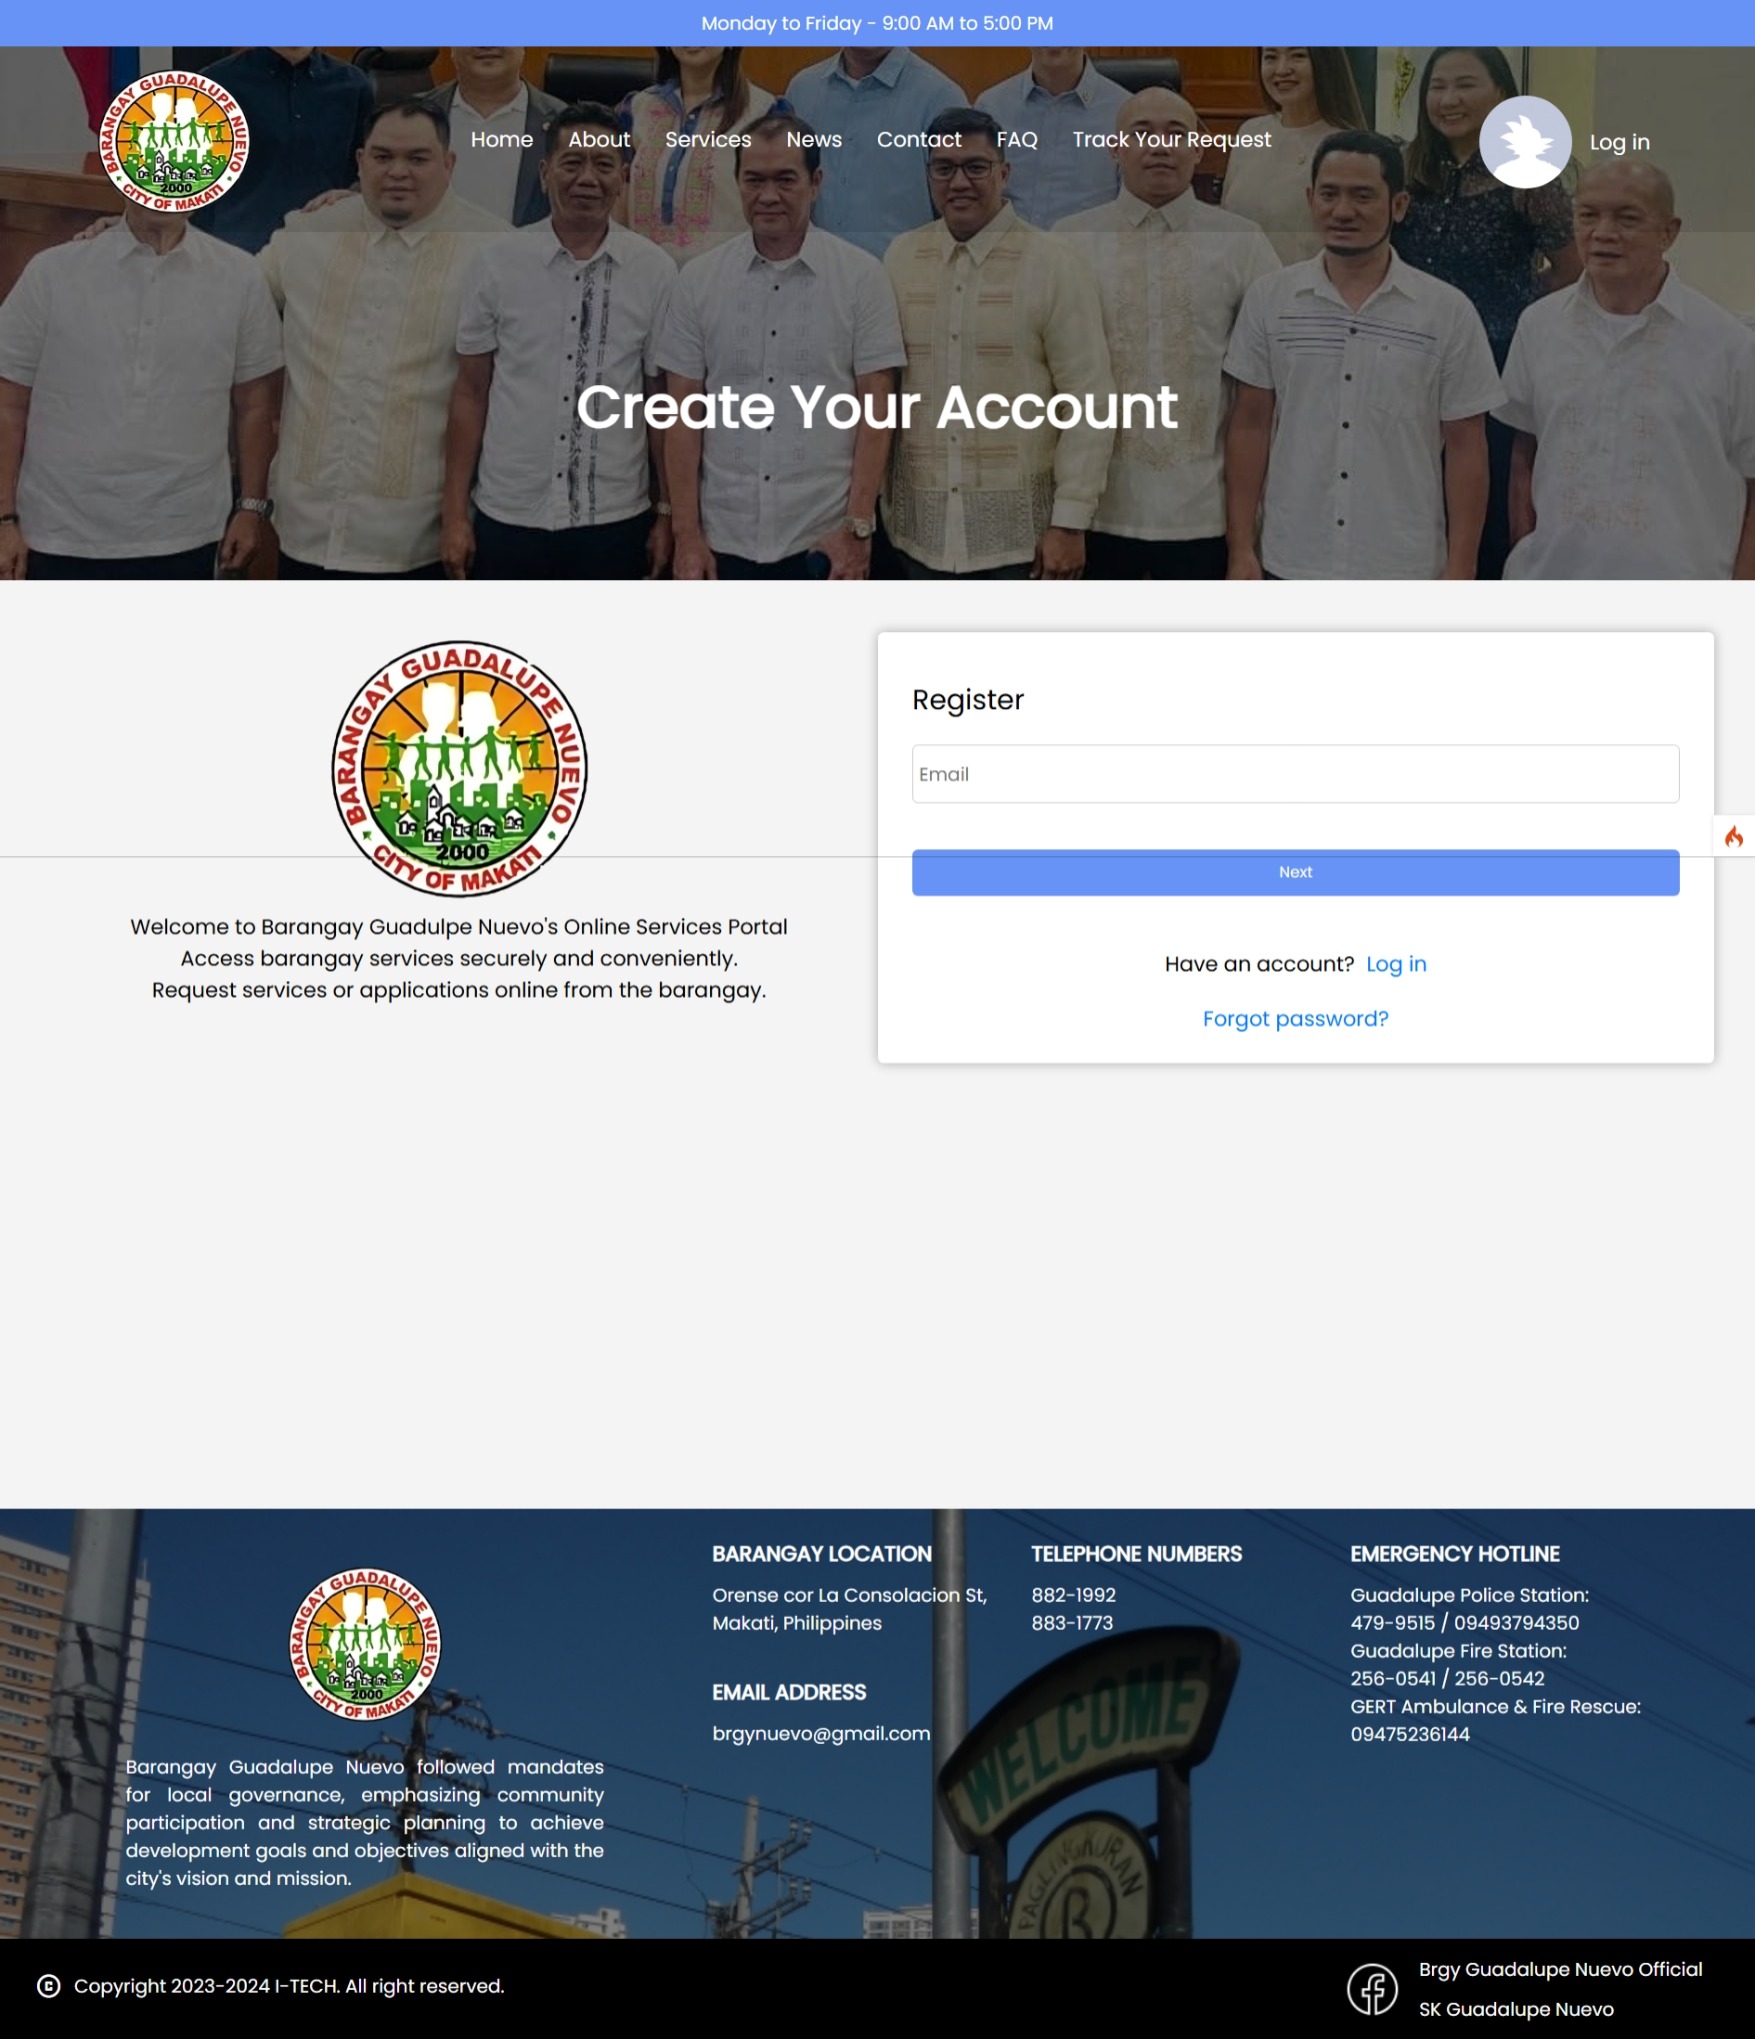 Monday to Friday - 9:00 AM to 5:00 PM
BARANGAY GUADALUPE NUEVO
2000
CITY OF MAKATI
Home About Services News Contact FAQ Track Your Request
Log in
Create Your Account
BARANGAY GUADALUPE NUEVO
2000
CITY OF MAKATI
Welcome to Barangay Guadulpe Nuevo's Online Services Portal
Access barangay services securely and conveniently.
Request services or applications online from the barangay.
Register
Email
Next
Have an account? Log in
Forgot password?
BARANGAY GUADALUPE NUEVO
2000
CITY OF MAKATI
Barangay Guadalupe Nuevo followed mandates
for local governance, emphasizing community
participation and strategic planning to achieve
development goals and objectives aligned with the
city's vision and mission.
BARANGAY LOCATION
Orense cor La Consolacion St,
Makati, Philippines
EMAIL ADDRESS
brgynuevo@gmail.com
TELEPHONE NUMBERS
882-1992
883-1773
EMERGENCY HOTLINE
Guadalupe Police Station:
479-9515 / 09493794350
Guadalupe Fire Station:
256-0541 / 256-0542
GERT Ambulance & Fire Rescue:
09475236144
WELCOME
B
© Copyright 2023-2024 I-TECH. All right reserved.
Brgy Guadalupe Nuevo Official
SK Guadalupe Nuevo